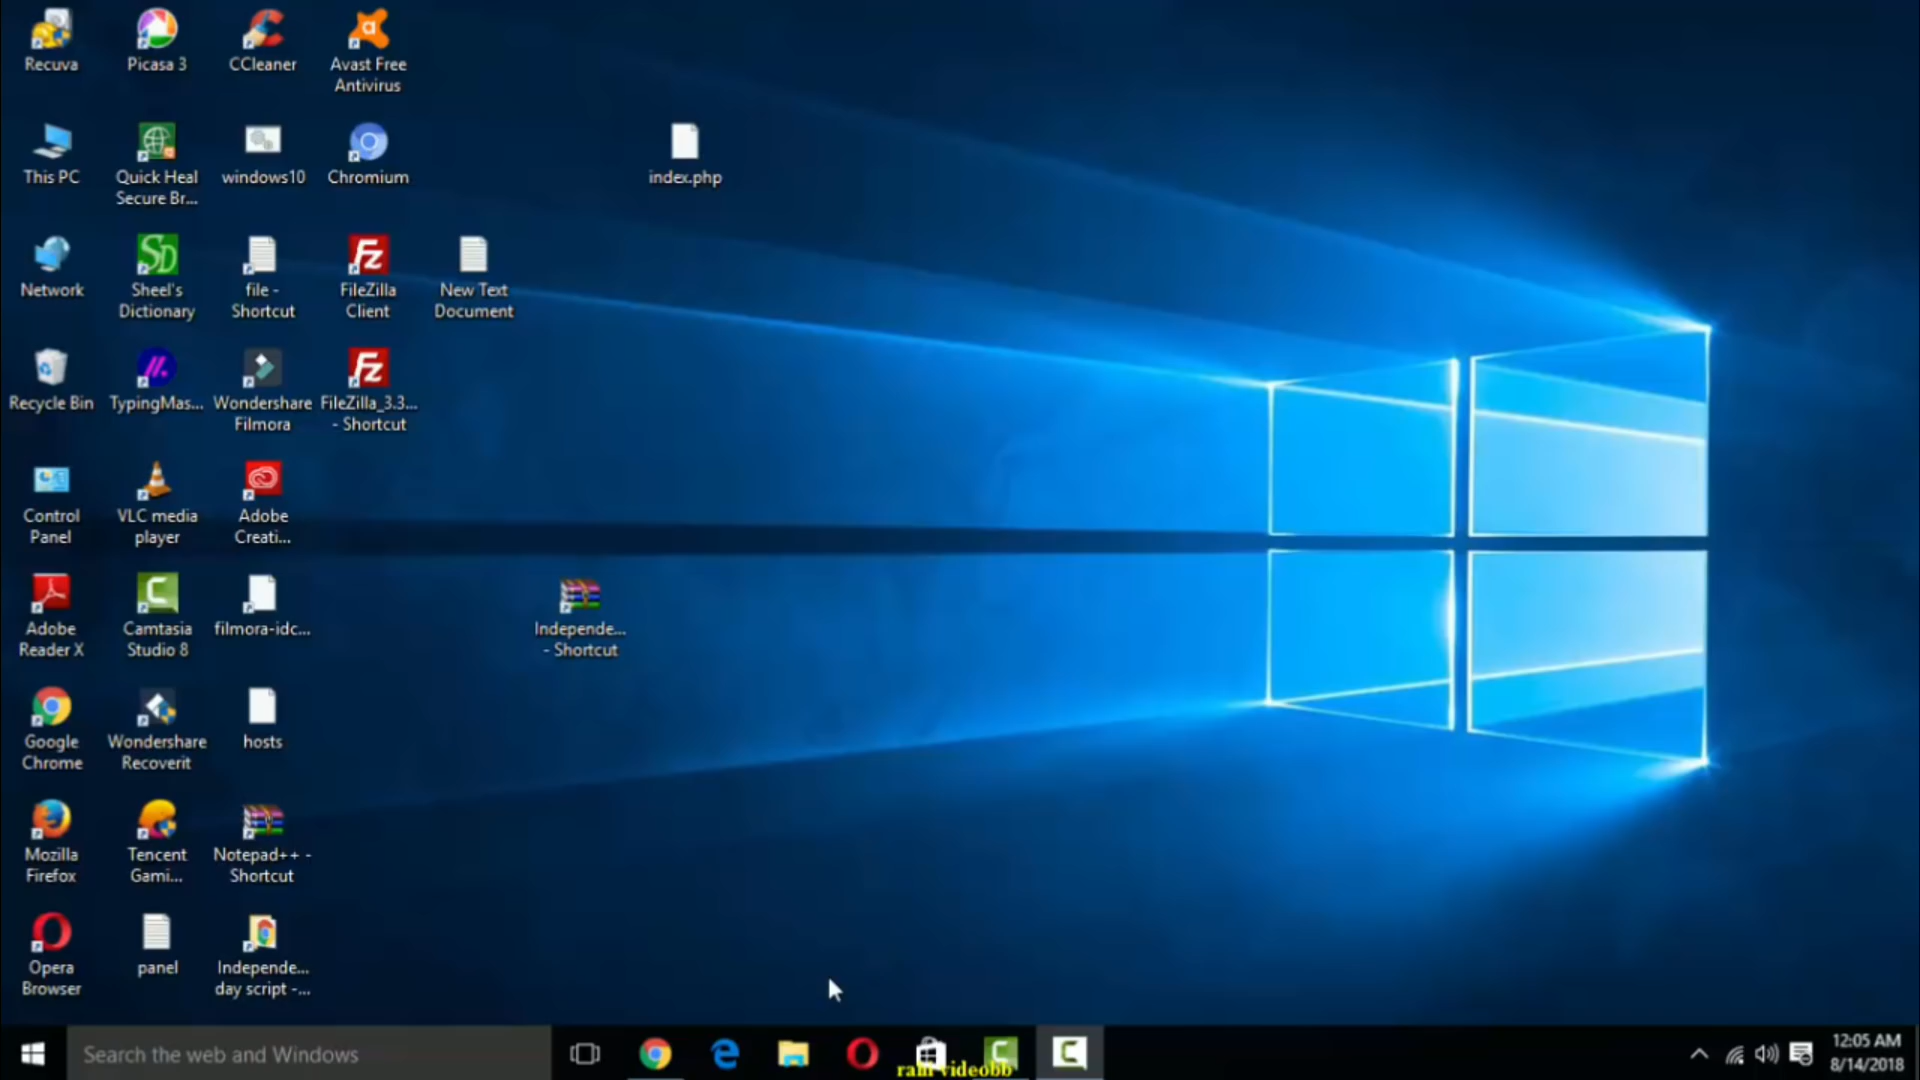 Recuva
Picasa 3
CCleaner
Avast Free
Antivirus
This PC
Quick Heal
Secure Br...
windows10
Chromium
index.php
Network
Sheel's
Dictionary
file -
Shortcut
FileZilla
Client
New Text
Document
Recycle Bin
TypingMas...
Wondershare
Filmora
FileZilla_3.3...
- Shortcut
Control
Panel
VLC media
player
Adobe
Creati...
Adobe
Reader X
Camtasia
Studio 8
filmora-idc...
Independe...
- Shortcut
Google
Chrome
Wondershare
Recoverit
hosts
Mozilla
Firefox
Tencent
Gami...
Notepad++ -
Shortcut
Opera
Browser
panel
Independe...
day script -...
Search the web and Windows
videobb
12:05 AM
8/14/2018